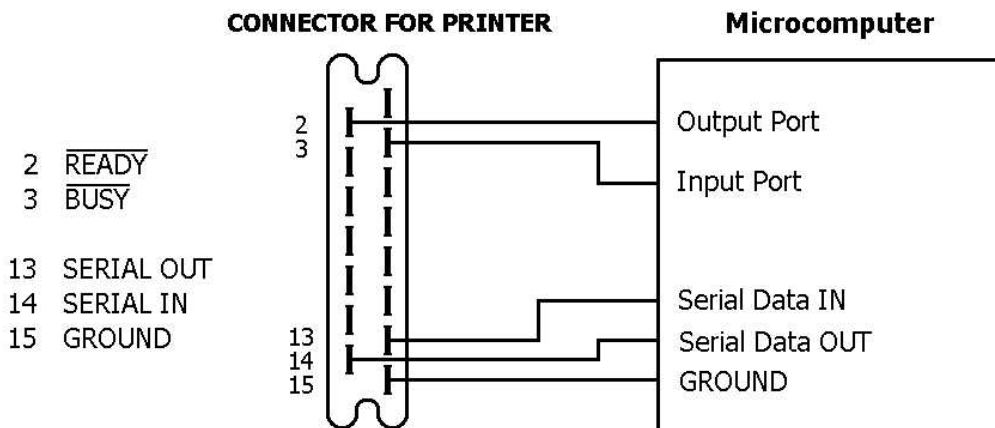 CONNECTOR FOR PRINTER
Microcomputer
2 READY
3 BUSY
13 SERIAL OUT
14 SERIAL IN
15 GROUND
2
3
13
14
15
Output Port
Input Port
Serial Data IN
Serial Data OUT
GROUND